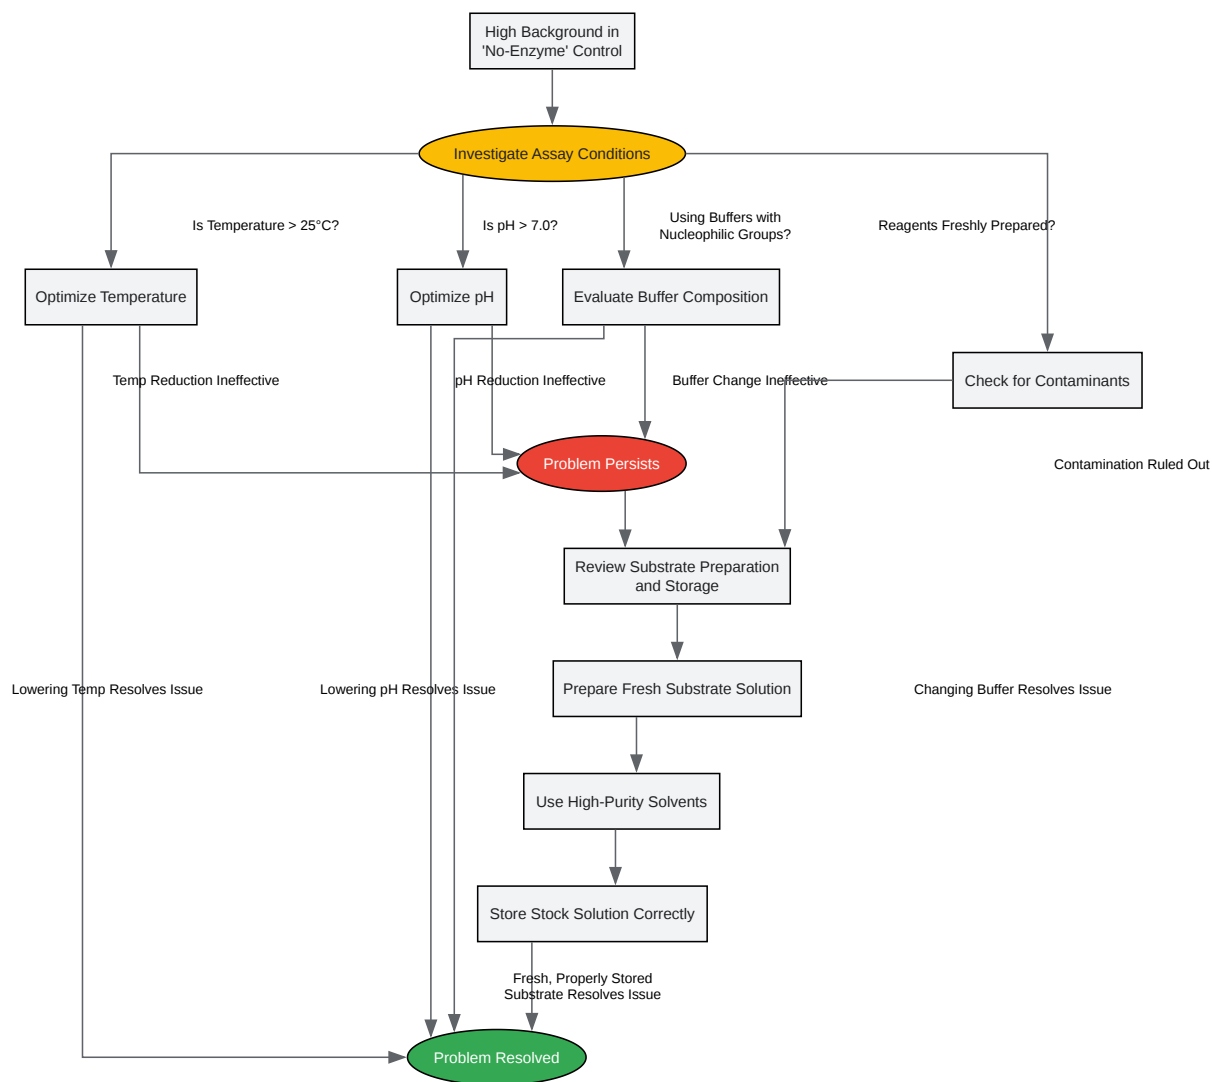 High Background in
'No-Enzyme' Control
Investigate Assay Conditions
Is Temperature > 25°C?
Is pH > 7.0?
Using Buffers with
Nucleophilic Groups?
Reagents Freshly Prepared?
Optimize Temperature
Optimize pH
Evaluate Buffer Composition
Check for Contaminants
Temp Reduction Ineffective
pH Reduction Ineffective
Buffer Change Ineffective
Problem Persists
Contamination Ruled Out
Review Substrate Preparation
and Storage
Lowering Temp Resolves Issue
Lowering pH Resolves Issue
Prepare Fresh Substrate Solution
Changing Buffer Resolves Issue
Use High-Purity Solvents
Store Stock Solution Correctly
Fresh, Properly Stored
Substrate Resolves Issue
Problem Resolved